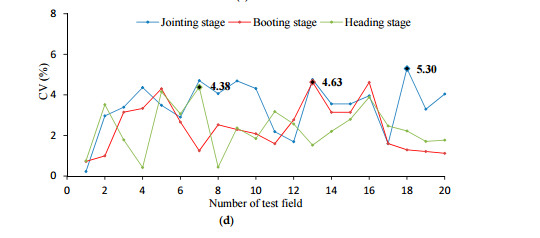 8
Jointing stage Booting stage Heading stage
6
5.30
4.38
4.63
4
CV (%)
2
0
0 2 4 6 8 10 12 14 16 18 20
Number of test field
(d)